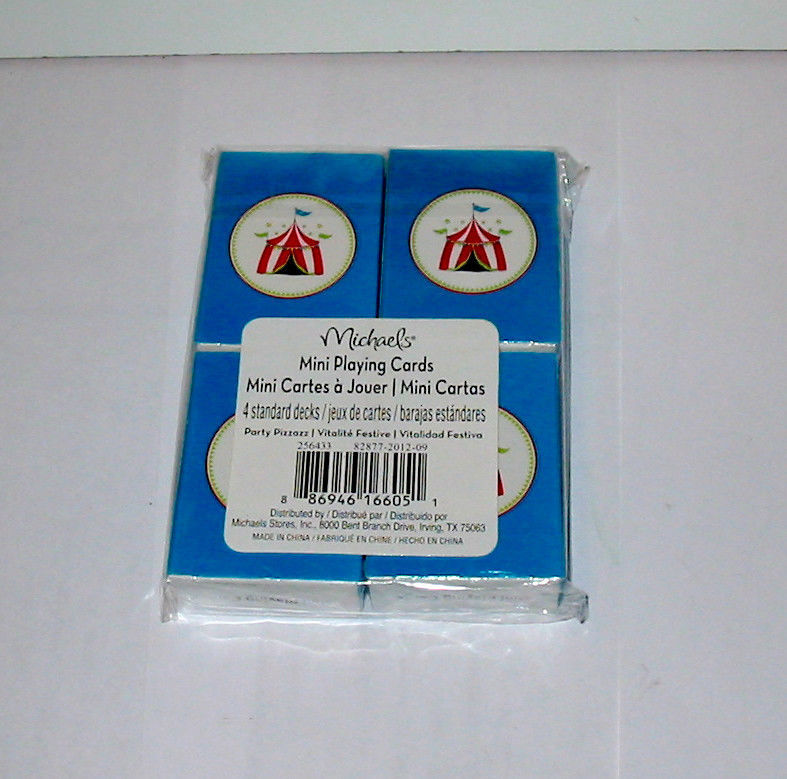 Michaels®
Mini Playing Cards
Mini Cartes à Jouer | Mini Cartas
4 standard decks / jeux de cartes / barajas estándares
Party Pizzazz | Vitalité Festive | Vitalidad Festiva
256433 82877-2012-09
8 86946 16605 1
Distributed by / Distribué par / Distribuido por
Michaels Stores, Inc., 8000 Bent Branch Drive, Irving, TX 75063
MADE IN CHINA / FABRIQUÉ EN CHINE / HECHO EN CHINA